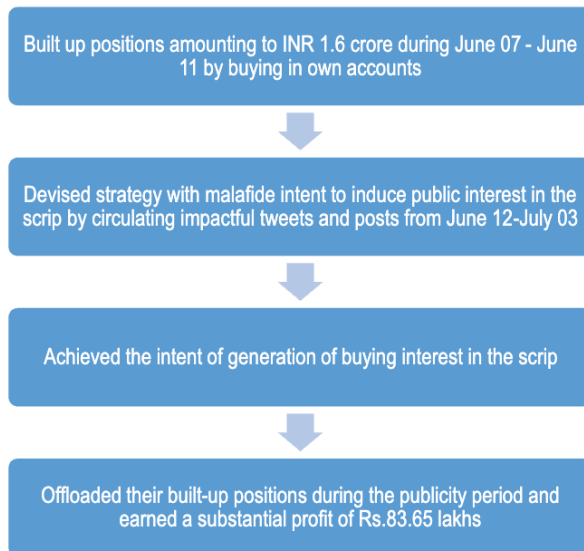 Built up positions amounting to INR 1.6 crore during June 07 - June
11 by buying in own accounts
Devised strategy with malafide intent to induce public interest in the
scrip by circulating impactful tweets and posts from June 12-July 03
Achieved the intent of generation of buying interest in the scrip
Offloaded their built-up positions during the publicity period and
earned a substantial profit of Rs.83.65 lakhs